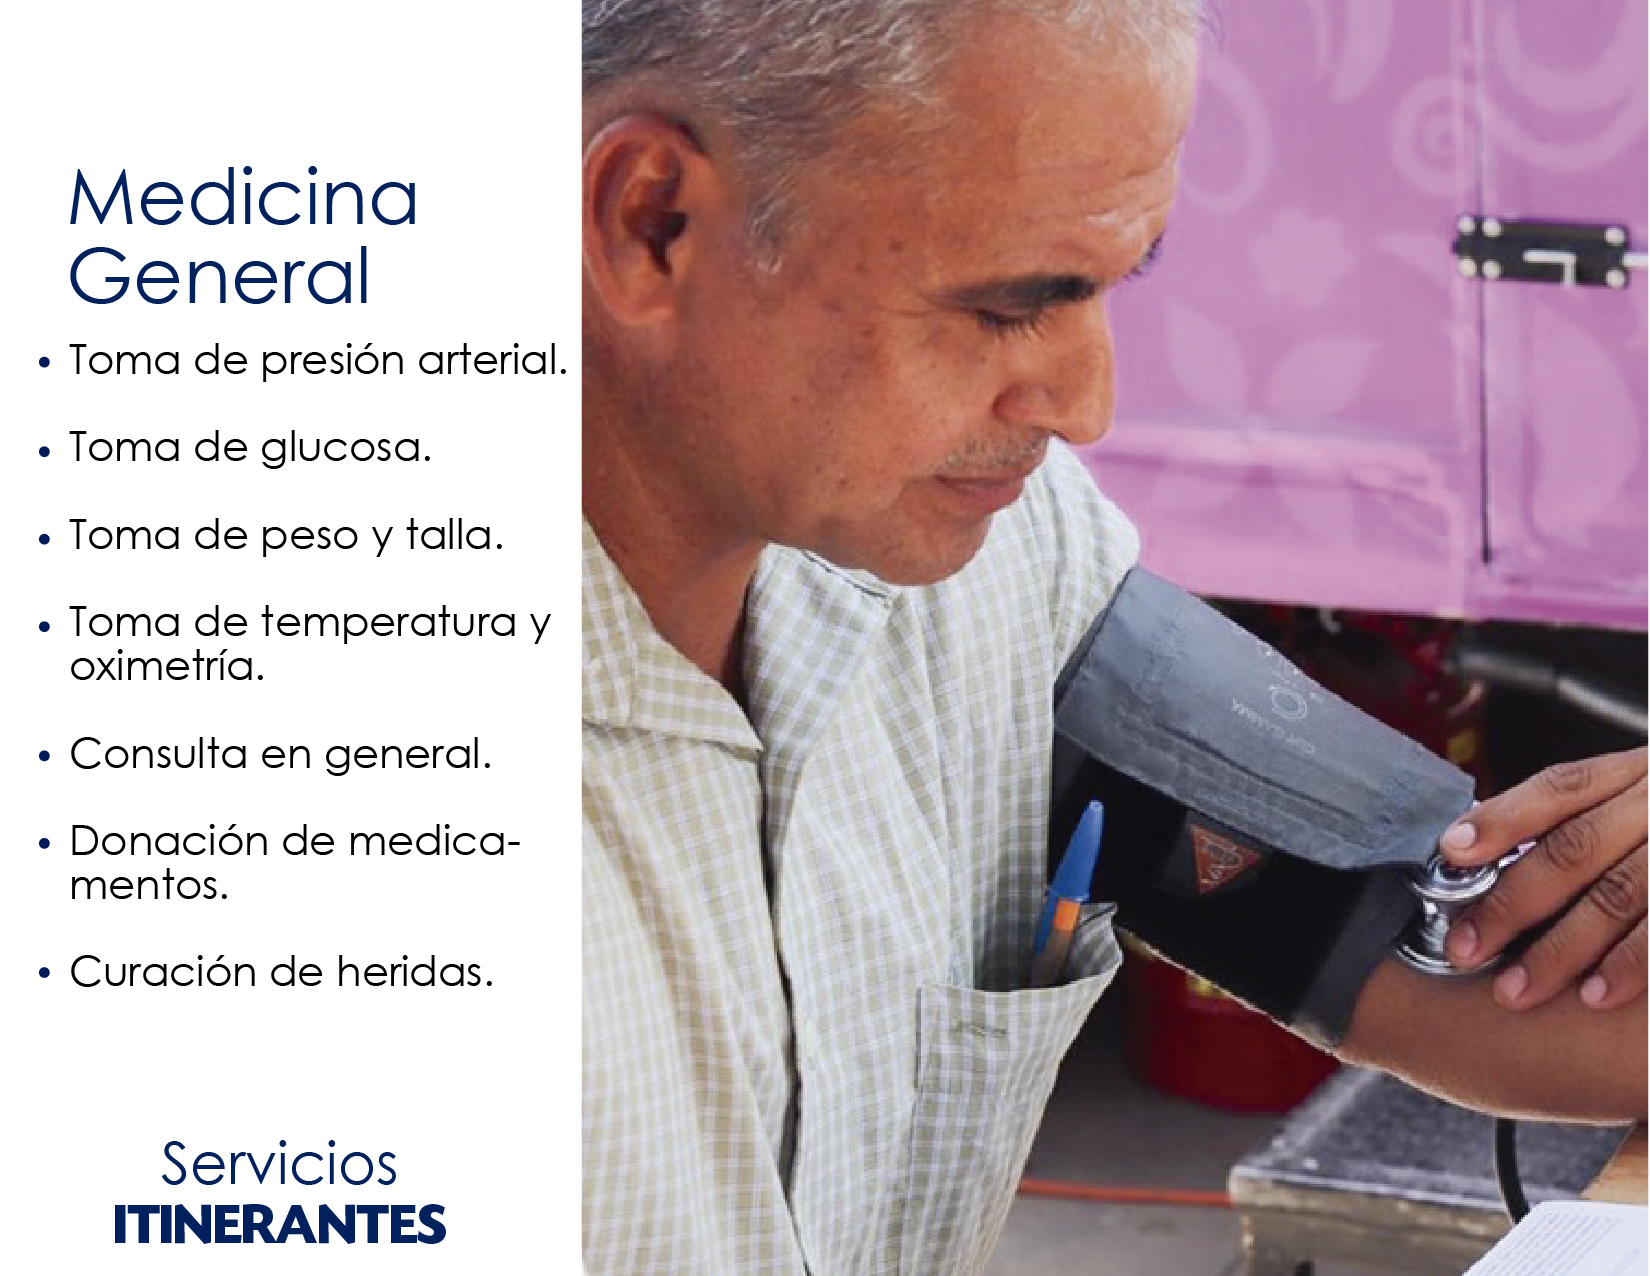 Medicina
General
• Toma de presión arterial.
• Toma de glucosa.
• Toma de peso y talla.
• Toma de temperatura y
oximetría.
• Consulta en general.
• Donación de medica-
mentos.
• Curación de heridas.
Servicios
ITINERANTES